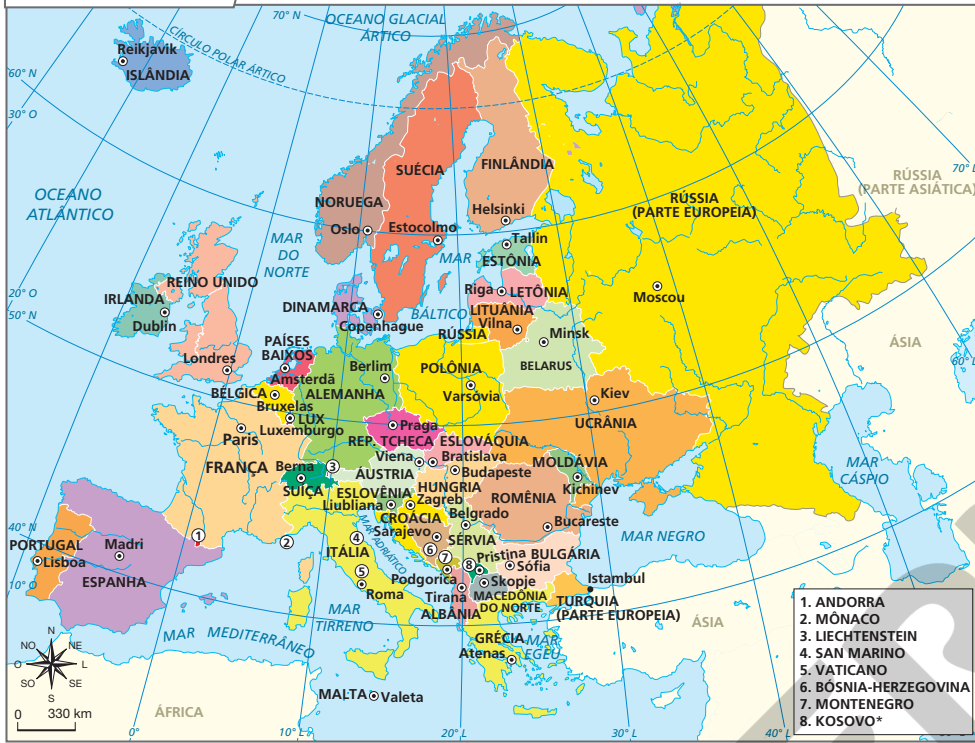 70° N
OCEANO GLACIAL
ÁRTICO
CÍRCULO POLAR ÁRTICO
Reikjavik
ISLÂNDIA
60° N
30° O
70°
RÚSSIA
(PARTE ASIÁTICA)
OCEANO
ATLÂNTICO
SUÉCIA
FINLÂNDIA
RÚSSIA
(PARTE EUROPEIA)
NORUEGA
Oslo
Estocolmo
Helsinki
MAR
DO
NORTE
Tallin
ESTÔNIA
MAR
BÁLTICO
REINO UNIDO
IRLANDA
Dublin
20° O
50° N
DINAMARCA
Copenhague
Riga
LETÔNIA
LITUÂNIA
Vilna
RÚSSIA
Moscou
Minsk
BELARUS
ÁSIA
60°
Londres
PAÍSES
BAIXOS
Amsterdã
Berlim
ALEMANHA
POLÔNIA
Varsóvia
BÉLGICA
Bruxelas
LUX
Luxemburgo
Kiev
UCRÂNIA
Paris
FRANÇA
Praga
REP. TCHECA
ESLOVÁQUIA
Viena
Bratislava
ÁUSTRIA
Budapeste
HUNGRIA
MOLDÁVIA
Kichinev
MAR
CÁSPIO
Berna
SUÍÇA
3
ESLOVÊNIA
Liubliana
Zagreb
CROÁCIA
ROMÊNIA
Belgrado
Bucareste
Sarajevo
SÉRVIA
MAR NEGRO
40° N
PORTUGAL
Lisboa
Madri
ESPANHA
10° O
1
2
4
ITÁLIA
5
Roma
MAR ADRIÁTICO
6
7
8
Pristina
BULGÁRIA
Sófia
Podgorica
Skopje
Istambul
Tirana
MACEDÔNIA
DO NORTE
ALBÂNIA
TURQUIA
(PARTE EUROPEIA)
MAR MEDITERRÂNEO
MAR
TIRRENO
GRÉCIA
Atenas
MAR
EGEU
ÁSIA
MALTA
Valeta
ÁFRICA
N
NO
NE
O
L
SO
SE
S
0
330 km
0°
10° L
20° L
30° L
40° L
1. ANDORRA
2. MÔNACO
3. LIECHTENSTEIN
4. SAN MARINO
5. VATICANO
6. BÓSNIA-HERZEGOVINA
7. MONTENEGRO
8. KOSOVO*